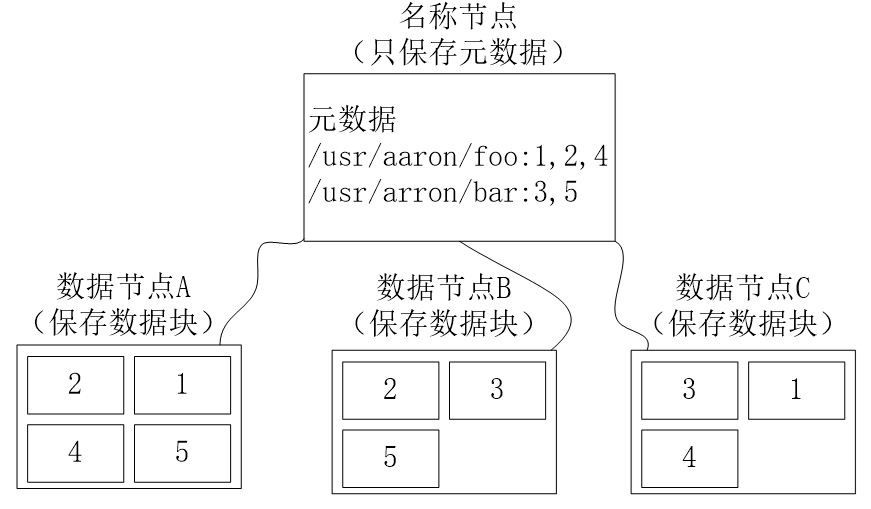 名称节点
（只保存元数据）
元数据
/usr/aaron/foo:1,2,4
/usr/arron/bar:3,5
数据节点A
（保存数据块）
2 1
4 5
数据节点B
（保存数据块）
2 3
5
数据节点C
（保存数据块）
3 1
4